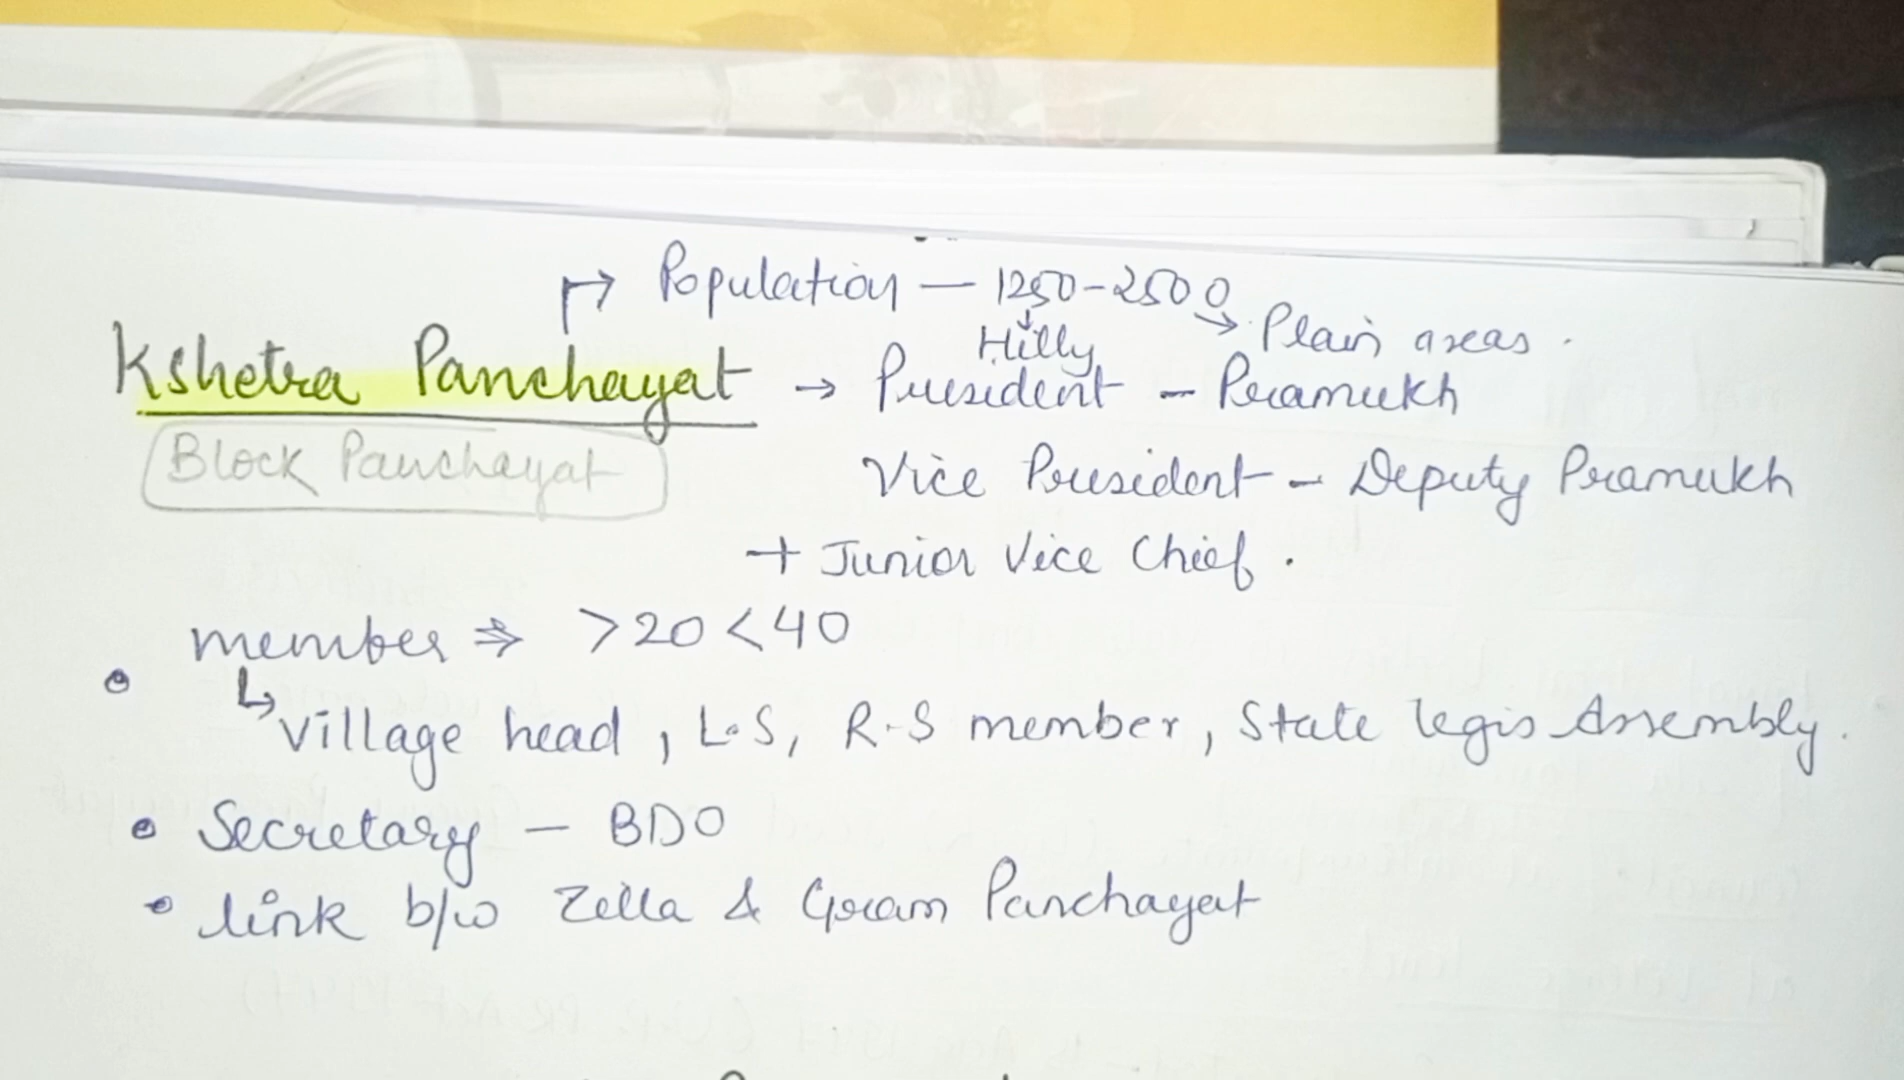 ↱ Population — 1250-2500
↓ Hilly → Plain areas.
Kshetra Panchayat → President - Pramukh
Block Panchayat
Vice President - Deputy Pramukh
+ Junior Vice Chief.
member ⇒ >20 <40
↳ village head, L.S, R.S member, State legis Assembly.
• Secretary - BDO
• link b/w Zilla & Gram Panchayat